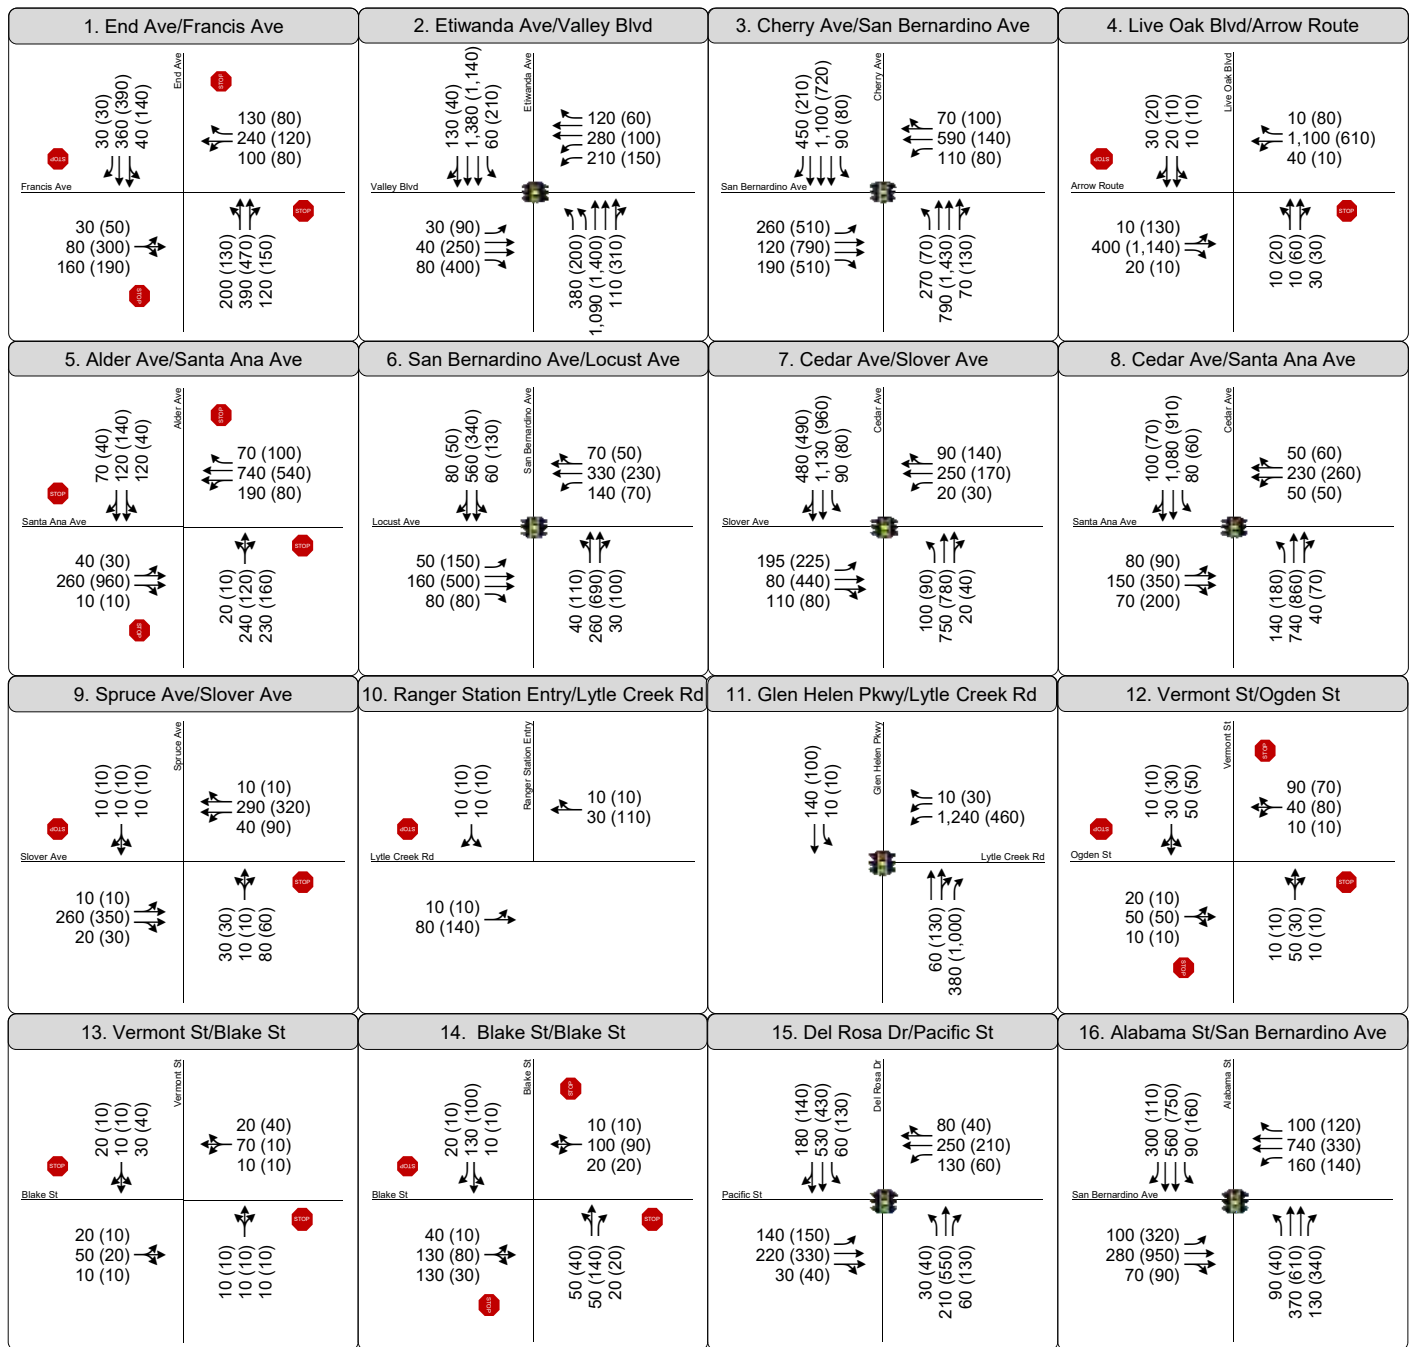 1. End Ave/Francis Ave
End Ave
30 (30)
360 (390)
40 (140)
STOP
130 (80)
240 (120)
100 (80)
STOP
Francis Ave
30 (50)
80 (300)
160 (190)
STOP
200 (130)
390 (470)
120 (150)
STOP
2. Etiwanda Ave/Valley Blvd
Etiwanda Ave
130 (40)
1,380 (1,140)
60 (210)
120 (60)
280 (100)
210 (150)
Valley Blvd
30 (90)
40 (250)
80 (400)
380 (200)
1,090 (1,400)
110 (310)
3. Cherry Ave/San Bernardino Ave
Cherry Ave
450 (210)
1,100 (720)
90 (80)
70 (100)
590 (140)
110 (80)
San Bernardino Ave
260 (510)
120 (790)
190 (510)
270 (70)
790 (1,430)
70 (130)
4. Live Oak Blvd/Arrow Route
Live Oak Blvd
30 (20)
20 (10)
10 (10)
10 (80)
1,100 (610)
40 (10)
STOP
Arrow Route
10 (130)
400 (1,140)
20 (10)
10 (20)
10 (60)
30 (30)
STOP
5. Alder Ave/Santa Ana Ave
Alder Ave
70 (40)
120 (140)
120 (40)
STOP
70 (100)
740 (540)
190 (80)
STOP
Santa Ana Ave
40 (30)
260 (960)
10 (10)
STOP
20 (10)
240 (120)
230 (160)
STOP
6. San Bernardino Ave/Locust Ave
San Bernardino Ave
80 (50)
560 (340)
60 (130)
70 (50)
330 (230)
140 (70)
Locust Ave
50 (150)
160 (500)
80 (80)
40 (110)
260 (690)
30 (100)
7. Cedar Ave/Slover Ave
Cedar Ave
480 (490)
1,130 (960)
90 (80)
90 (140)
250 (170)
20 (30)
Slover Ave
195 (225)
80 (440)
110 (80)
100 (90)
750 (780)
20 (40)
8. Cedar Ave/Santa Ana Ave
Cedar Ave
100 (70)
1,080 (910)
80 (60)
50 (60)
230 (260)
50 (50)
Santa Ana Ave
80 (90)
150 (350)
70 (200)
140 (180)
740 (860)
40 (70)
9. Spruce Ave/Slover Ave
Spruce Ave
10 (10)
10 (10)
10 (10)
10 (10)
290 (320)
40 (90)
STOP
Slover Ave
10 (10)
260 (350)
20 (30)
30 (30)
10 (10)
80 (60)
STOP
10. Ranger Station Entry/Lytle Creek Rd
Ranger Station Entry
10 (10)
10 (10)
10 (10)
30 (110)
STOP
Lytle Creek Rd
10 (10)
80 (140)
11. Glen Helen Pkwy/Lytle Creek Rd
Glen Helen Pkwy
140 (100)
10 (10)
10 (30)
1,240 (460)
Lytle Creek Rd
60 (130)
380 (1,000)
12. Vermont St/Ogden St
Vermont St
10 (10)
30 (30)
50 (50)
STOP
90 (70)
40 (80)
10 (10)
STOP
Ogden St
20 (10)
50 (50)
10 (10)
STOP
10 (10)
50 (30)
10 (10)
STOP
13. Vermont St/Blake St
Vermont St
20 (10)
10 (10)
30 (40)
20 (40)
70 (10)
10 (10)
STOP
Blake St
20 (10)
50 (20)
10 (10)
10 (10)
10 (10)
10 (10)
STOP
14. Blake St/Blake St
Blake St
20 (10)
130 (100)
10 (10)
STOP
10 (10)
100 (90)
20 (20)
STOP
Blake St
40 (10)
130 (80)
130 (30)
STOP
50 (40)
50 (140)
20 (20)
STOP
15. Del Rosa Dr/Pacific St
Del Rosa Dr
180 (140)
530 (430)
60 (130)
80 (40)
250 (210)
130 (60)
Pacific St
140 (150)
220 (330)
30 (40)
30 (40)
210 (550)
60 (130)
16. Alabama St/San Bernardino Ave
Alabama St
300 (110)
560 (750)
90 (160)
100 (120)
740 (330)
160 (140)
San Bernardino Ave
100 (320)
280 (950)
70 (90)
90 (40)
370 (610)
130 (340)